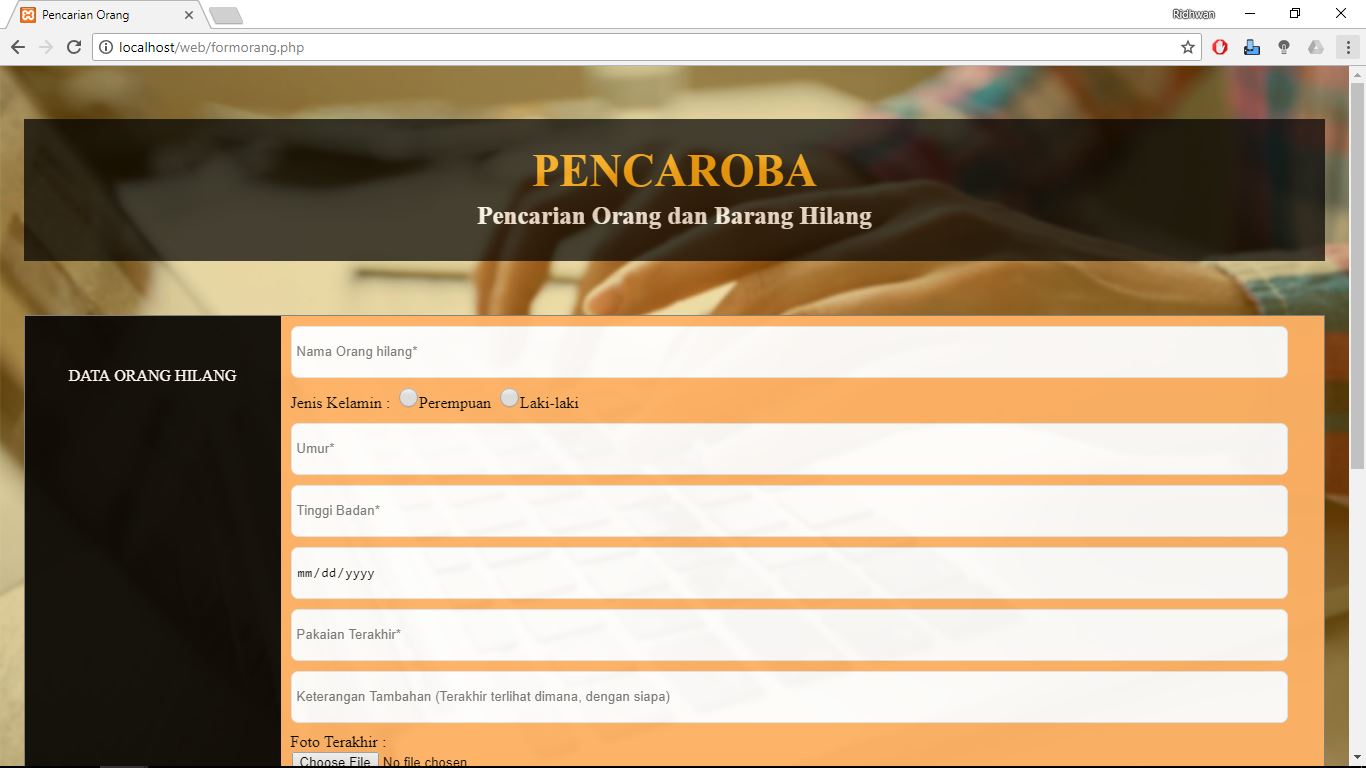 Pencarian Orang
Ridhwan
localhost/web/formorang.php
PENCAROBA
Pencarian Orang dan Barang Hilang
DATA ORANG HILANG
Nama Orang hilang*
Jenis Kelamin : Perempuan Laki-laki
Umur*
Tinggi Badan*
mm/dd/yyyy
Pakaian Terakhir*
Keterangan Tambahan (Terakhir terlihat dimana, dengan siapa)
Foto Terakhir :
Choose File No file chosen